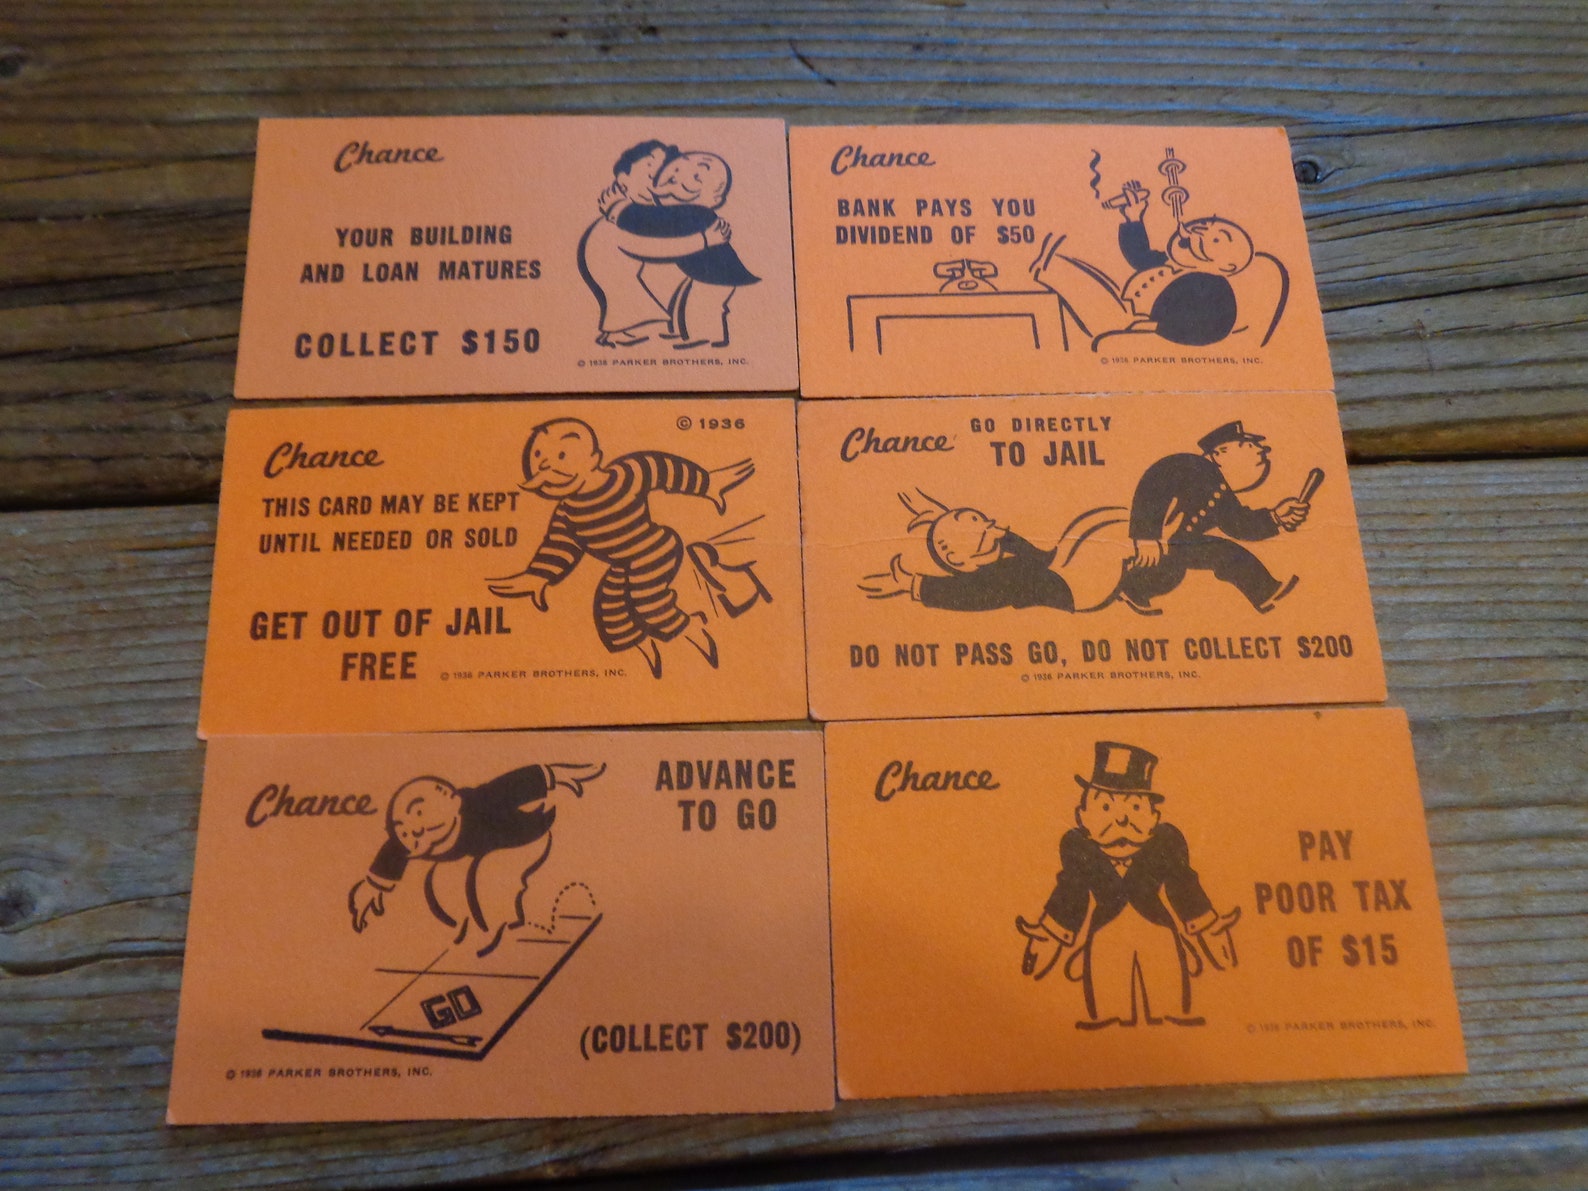 Chance
YOUR BUILDING
AND LOAN MATURES
COLLECT $150
© 1936 PARKER BROTHERS, INC.
Chance
BANK PAYS YOU
DIVIDEND OF $50
© 1936 PARKER BROTHERS, INC.
© 1936
Chance
THIS CARD MAY BE KEPT
UNTIL NEEDED OR SOLD
GET OUT OF JAIL
FREE
© 1936 PARKER BROTHERS, INC.
Chance
GO DIRECTLY
TO JAIL
DO NOT PASS GO, DO NOT COLLECT $200
© 1936 PARKER BROTHERS, INC.
Chance
ADVANCE
TO GO
GO
(COLLECT $200)
© 1936 PARKER BROTHERS, INC.
Chance
PAY
POOR TAX
OF $15
© 1936 PARKER BROTHERS, INC.